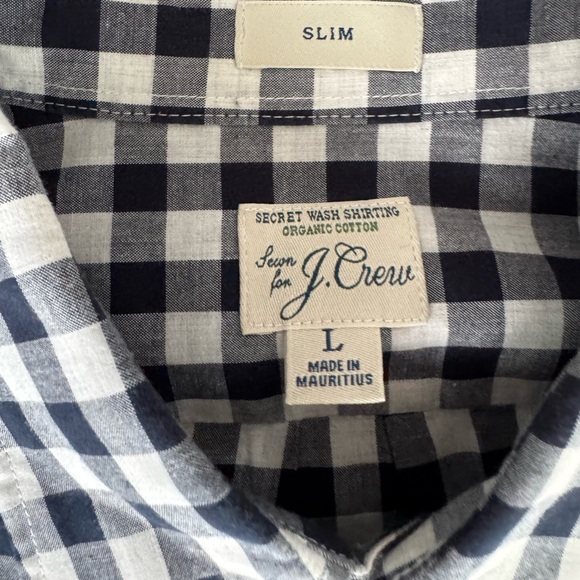 SLIM
SECRET WASH SHIRTING
ORGANIC COTTON
Sewn for J.Crew
L
MADE IN
MAURITIUS